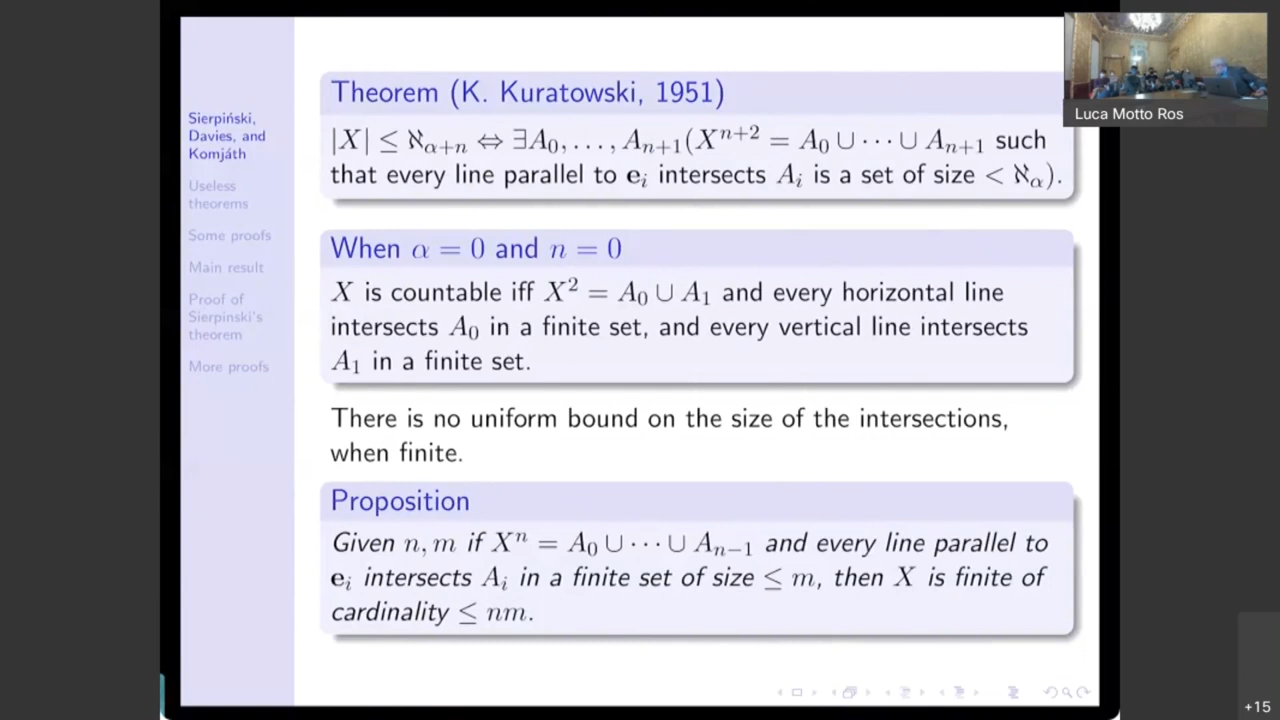 Sierpiński,
Davies, and
Komjáth
Useless
theorems
Some proofs
Main result
Proof of
Sierpinski's
theorem
More proofs
Theorem (K. Kuratowski, 1951)
|X| ≤ ℵ_{α+n} ⇔ ∃A_0, …, A_{n+1}(X^{n+2} = A_0 ∪ ⋯ ∪ A_{n+1} such
that every line parallel to e_i intersects A_i is a set of size < ℵ_α).
When α = 0 and n = 0
X is countable iff X^2 = A_0 ∪ A_1 and every horizontal line
intersects A_0 in a finite set, and every vertical line intersects
A_1 in a finite set.
There is no uniform bound on the size of the intersections,
when finite.
Proposition
Given n, m if X^n = A_0 ∪ ⋯ ∪ A_{n−1} and every line parallel to
e_i intersects A_i in a finite set of size ≤ m, then X is finite of
cardinality ≤ nm.
Luca Motto Ros
+15